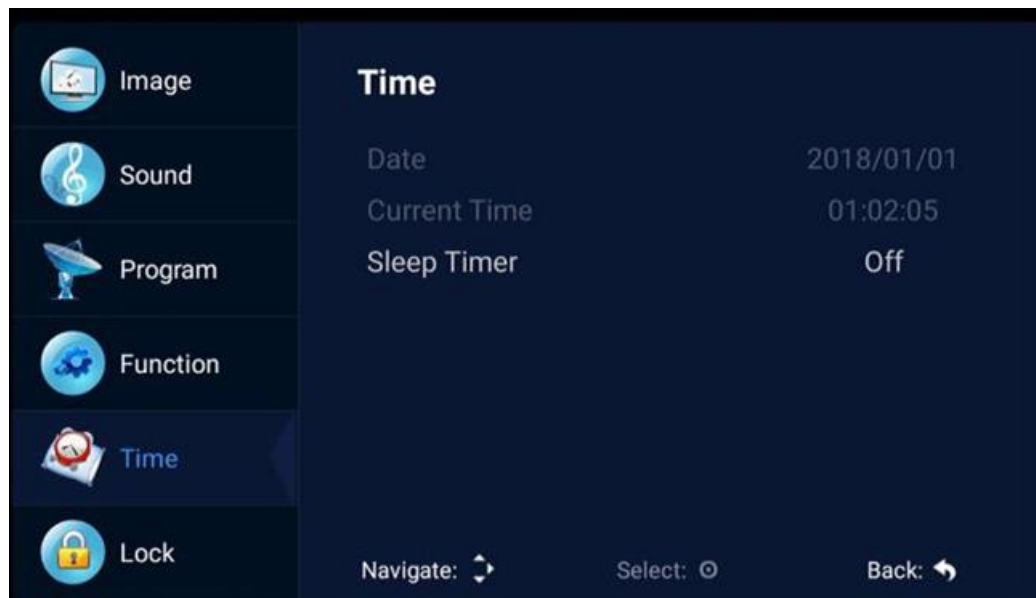 Image
Sound
Program
Function
Time
Lock
Time
Date 2018/01/01
Current Time 01:02:05
Sleep Timer Off
Navigate: Select: Back: